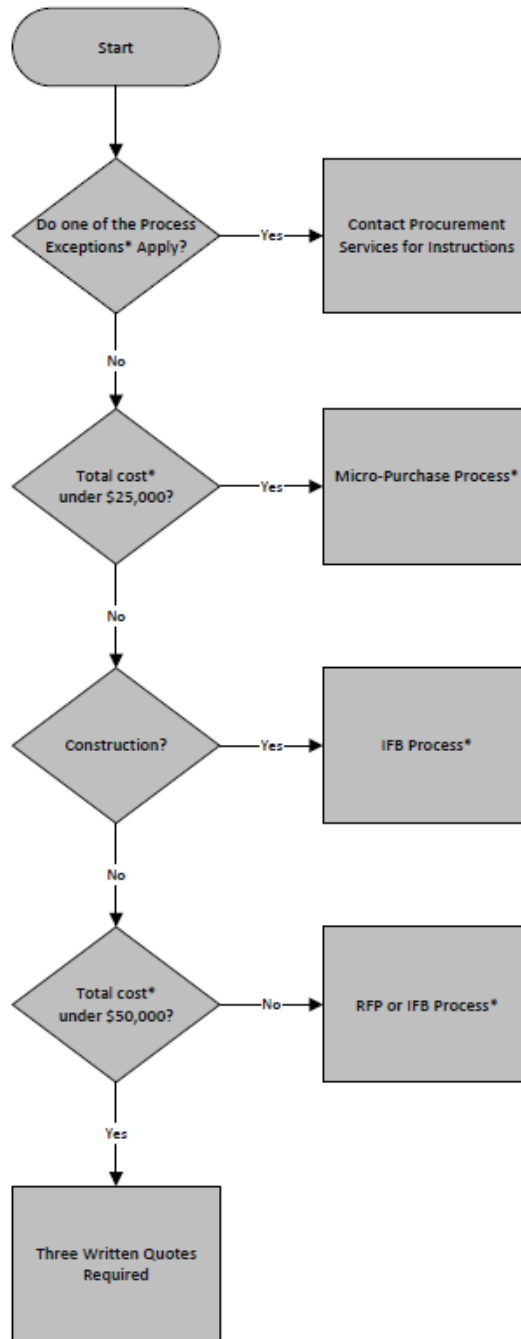 Start
Do one of the Process
Exceptions* Apply?
Yes
Contact Procurement
Services for Instructions
No
Total cost*
under $25,000?
Yes
Micro-Purchase Process*
No
Construction?
Yes
IFB Process*
No
Total cost*
under $50,000?
No
RFP or IFB Process*
Yes
Three Written Quotes
Required